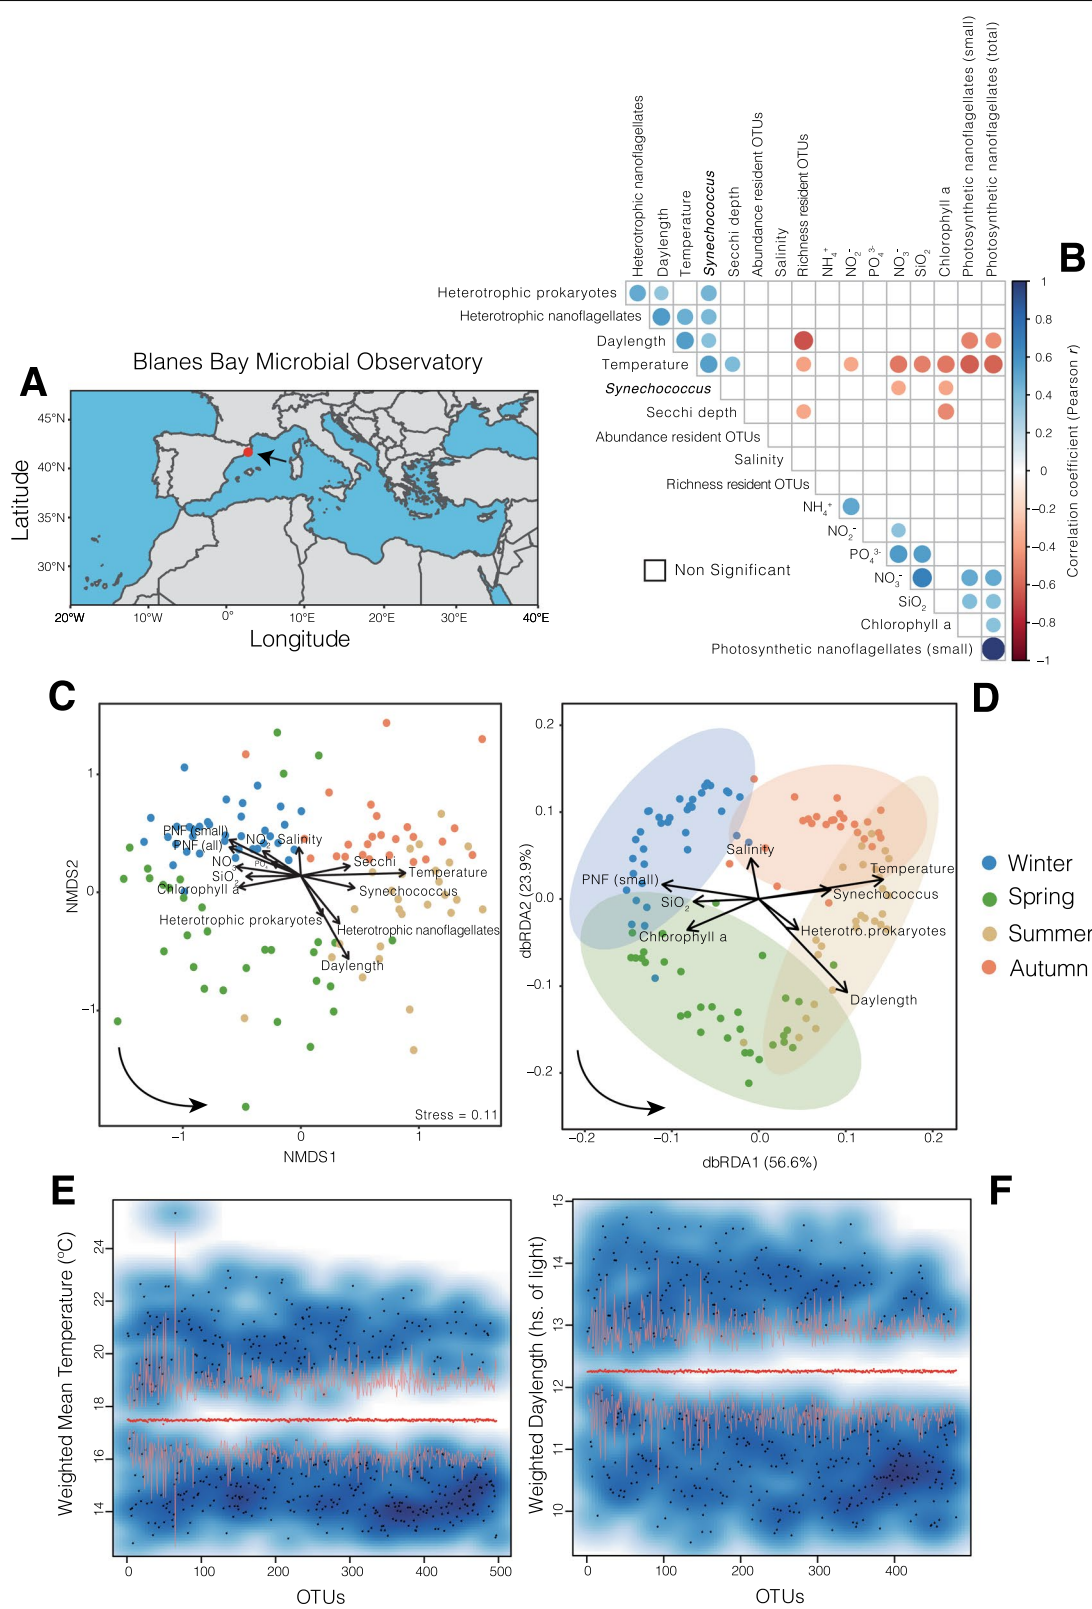 A
Blanes Bay Microbial Observatory
Latitude
45°N
40°N
35°N
30°N
20°W
10°W
0°
10°E
20°E
30°E
40°E
Longitude
B
Heterotrophic nanoflagellates
Daylength
Temperature
Synechococcus
Secchi depth
Abundance resident OTUs
Salinity
Richness resident OTUs
NH4+
NO2-
PO43-
NO3-
SiO2
Chlorophyll a
Photosynthetic nanoflagellates (small)
Photosynthetic nanoflagellates (total)
Heterotrophic prokaryotes
Heterotrophic nanoflagellates
Daylength
Temperature
Synechococcus
Secchi depth
Abundance resident OTUs
Salinity
Richness resident OTUs
NH4+
NO2-
PO43-
NO3-
SiO2
Chlorophyll a
Photosynthetic nanoflagellates (small)
Non Significant
1
0.8
0.6
0.4
0.2
0
−0.2
−0.4
−0.6
−0.8
−1
Correlation coefficient (Pearson r)
C
NMDS2
1
0
−1
PNF (small)
PNF (all)
NO2
Salinity
NO3
PO4
SiO2
Chlorophyll a
Secchi
Temperature
Synechococcus
Heterotrophic prokaryotes
Heterotrophic nanoflagellates
Daylength
Stress = 0.11
−1
0
1
NMDS1
D
dbRDA2 (23.9%)
0.2
0.1
0.0
−0.1
−0.2
Salinity
PNF (small)
SiO2
Chlorophyll a
Temperature
Synechococcus
Heterotro.prokaryotes
Daylength
−0.2
−0.1
0.0
0.1
0.2
dbRDA1 (56.6%)
Winter
Spring
Summer
Autumn
E
Weighted Mean Temperature (ºC)
24
22
20
18
16
14
0
100
200
300
400
500
OTUs
F
Weighted Daylength (hs. of light)
15
14
13
12
11
10
0
100
200
300
400
OTUs